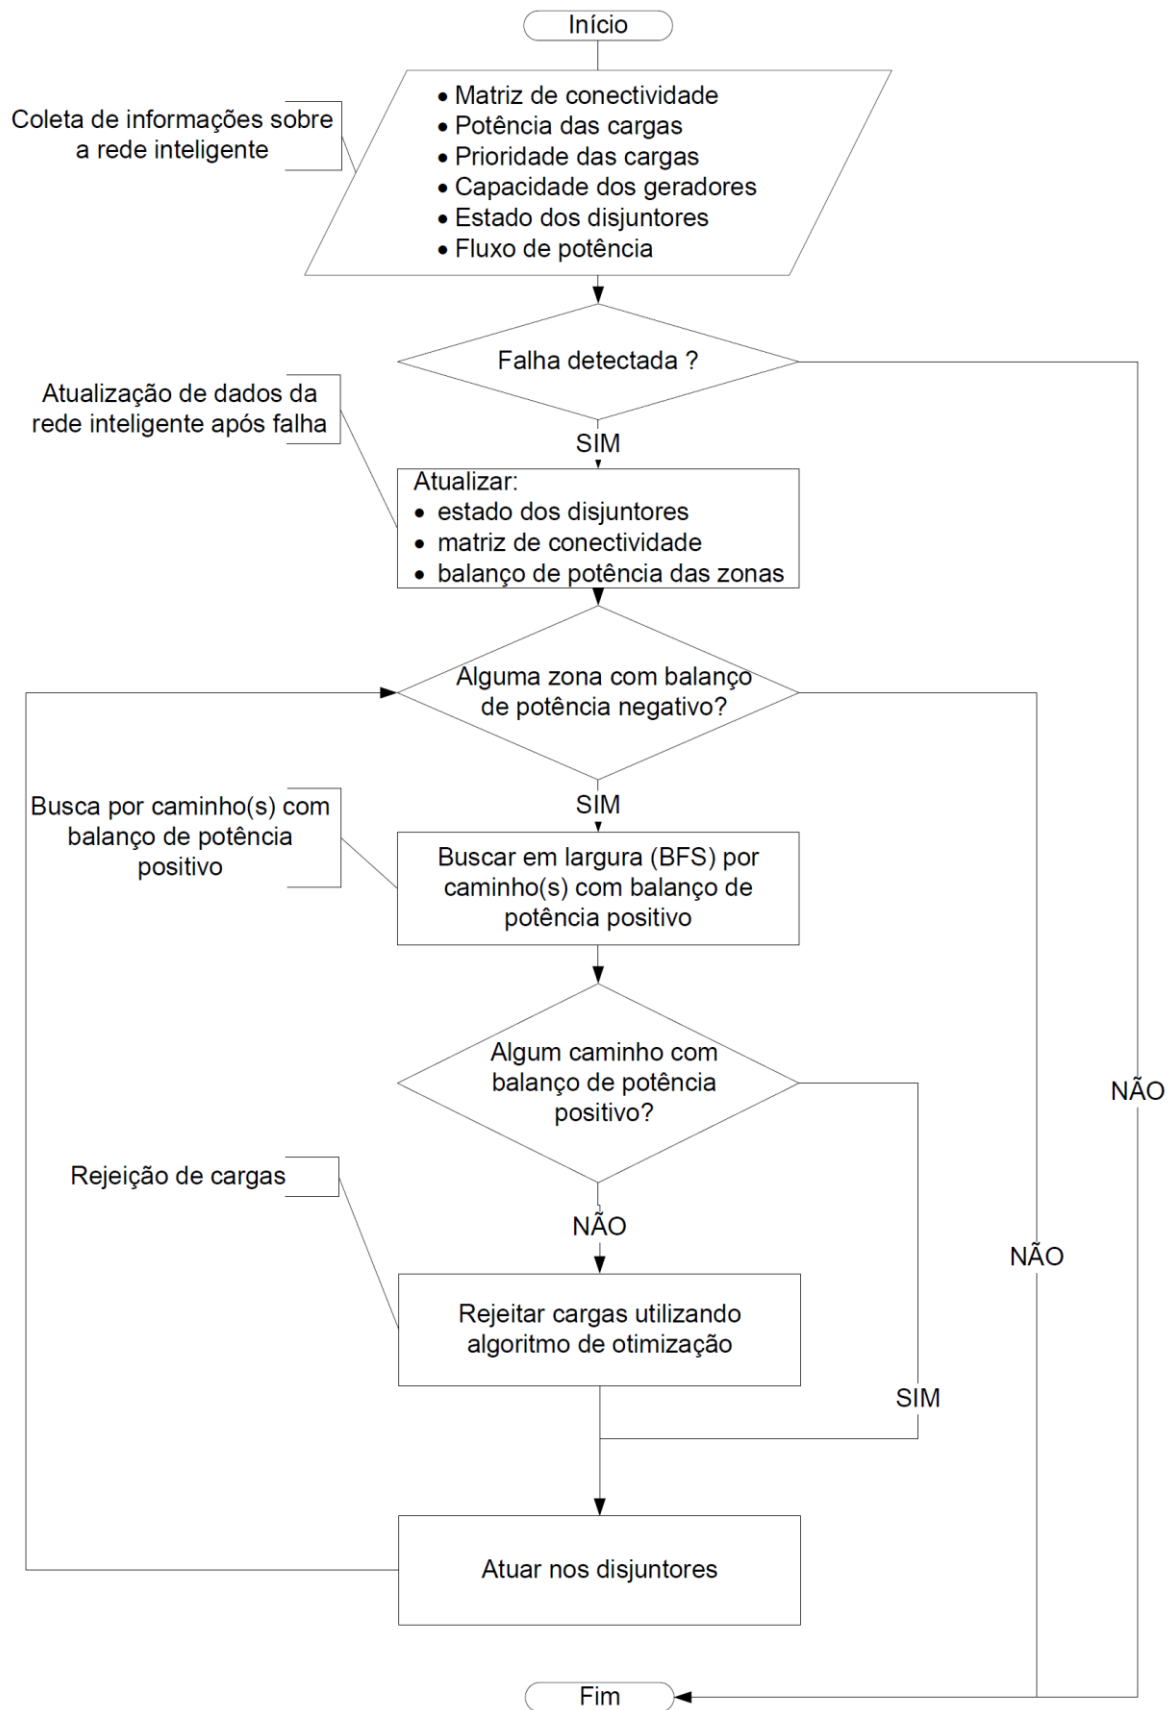 Início
Coleta de informações sobre
a rede inteligente
• Matriz de conectividade
• Potência das cargas
• Prioridade das cargas
• Capacidade dos geradores
• Estado dos disjuntores
• Fluxo de potência
Falha detectada ?
Atualização de dados da
rede inteligente após falha
SIM
Atualizar:
• estado dos disjuntores
• matriz de conectividade
• balanço de potência das zonas
Alguma zona com balanço
de potência negativo?
SIM
Busca por caminho(s) com
balanço de potência
positivo
Buscar em largura (BFS) por
caminho(s) com balanço de
potência positivo
Algum caminho com
balanço de potência
positivo?
NÃO
Rejeição de cargas
NÃO
NÃO
Rejeitar cargas utilizando
algoritmo de otimização
SIM
Atuar nos disjuntores
Fim